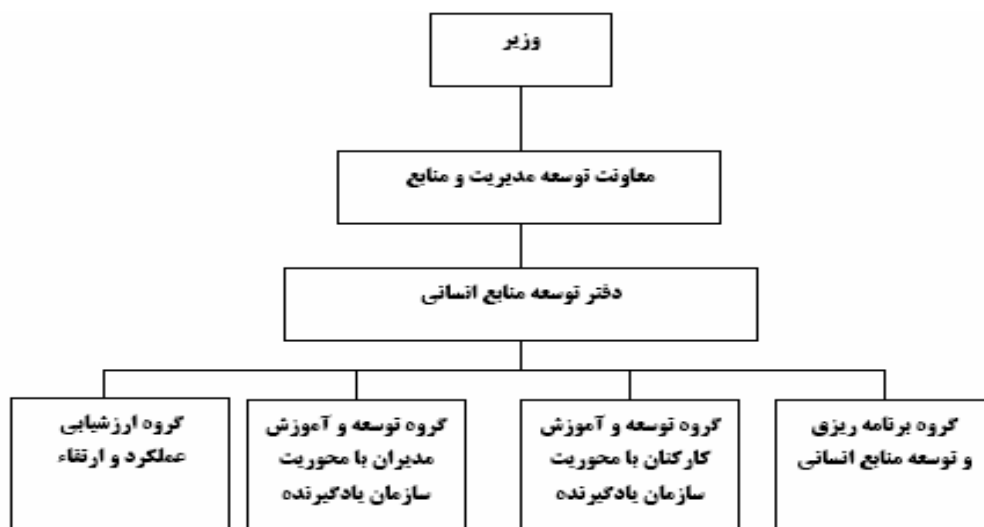 وزیر
معاونت توسعه مدیریت و منابع
دفتر توسعه منابع انسانی
گروه برنامه ریزی
و توسعه منابع انسانی
گروه توسعه و آموزش
کارکنان با محوریت
سازمان یادگیرنده
گروه توسعه و آموزش
مدیران با محوریت
سازمان یادگیرنده
گروه ارزشیابی
عملکرد و ارتقاء